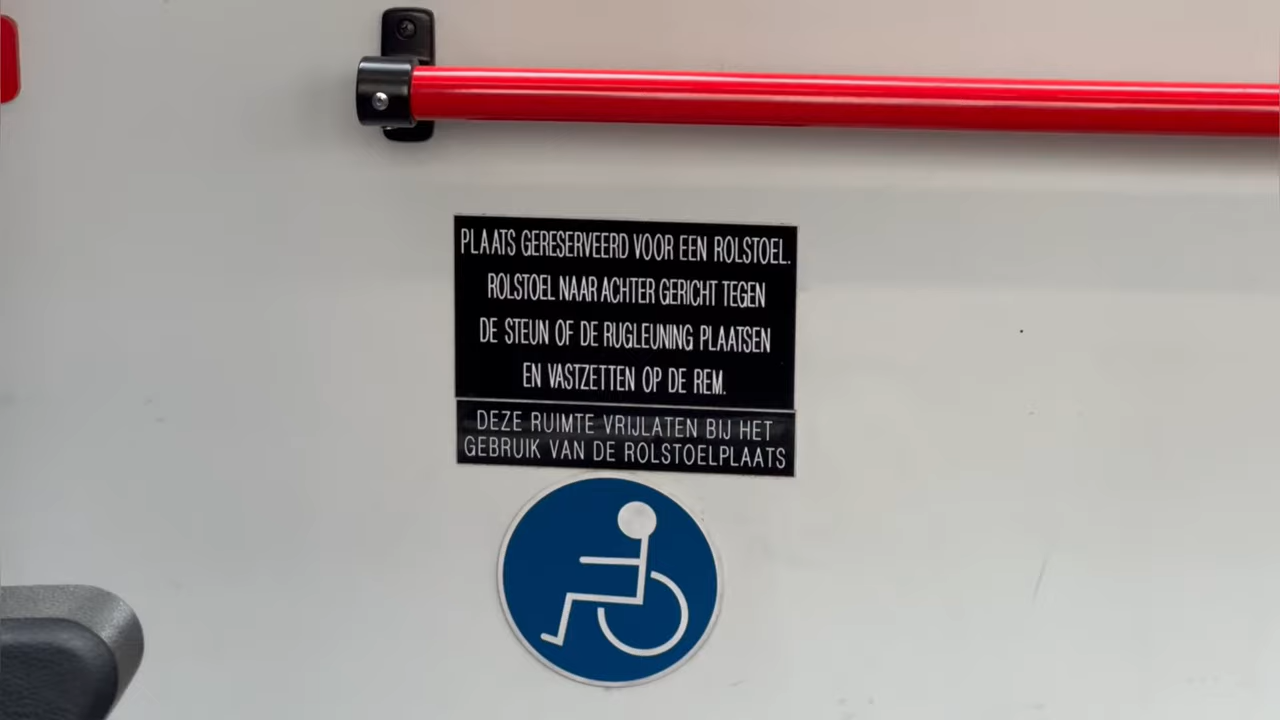 PLAATS GERESERVEERD VOOR EEN ROLSTOEL.
ROLSTOEL NAAR ACHTER GERICHT TEGEN
DE STEUN OF DE RUGLEUNING PLAATSEN
EN VASTZETTEN OP DE REM.
DEZE RUIMTE VRIJLATEN BIJ HET
GEBRUIK VAN DE ROLSTOELPLAATS